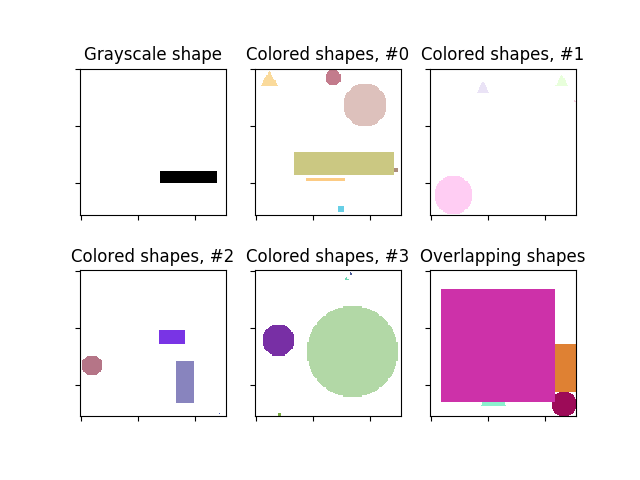 Grayscale shape
Colored shapes, #0
Colored shapes, #1
Colored shapes, #2
Colored shapes, #3
Overlapping shapes